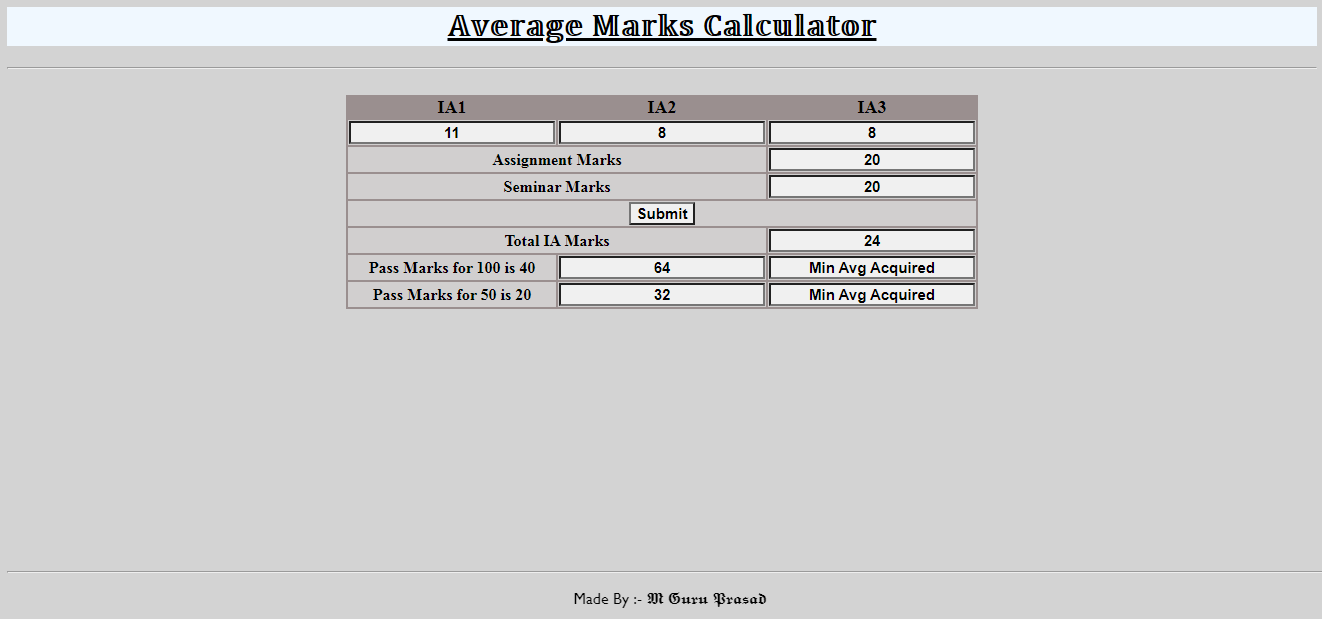 Average Marks Calculator
IA1 IA2 IA3
11 8 8
Assignment Marks 20
Seminar Marks 20
Submit
Total IA Marks 24
Pass Marks for 100 is 40 64 Min Avg Acquired
Pass Marks for 50 is 20 32 Min Avg Acquired
Made By :- M Guru Prasad